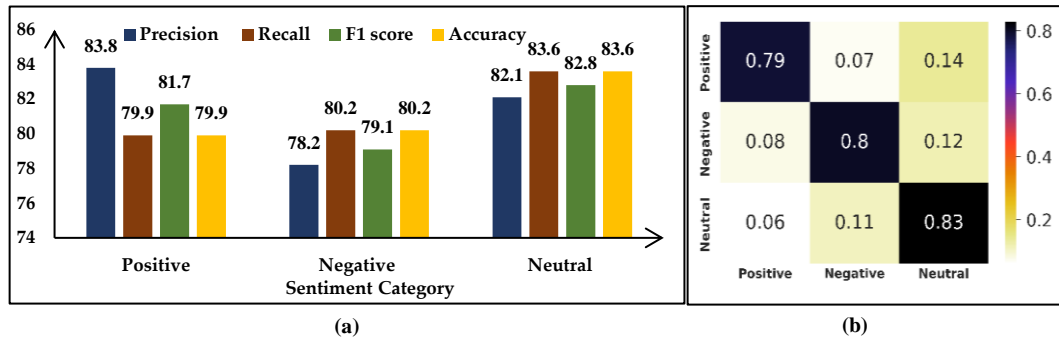 86
84
82
80
78
76
74
Precision Recall F1 score Accuracy
83.8 79.9 81.7 79.9
78.2 80.2 79.1 80.2
82.1 83.6 82.8 83.6
Positive Negative Neutral
Sentiment Category
(a)
Positive 0.79 0.07 0.14
Negative 0.08 0.8 0.12
Neutral 0.06 0.11 0.83
Positive Negative Neutral
0.8
0.6
0.4
0.2
(b)